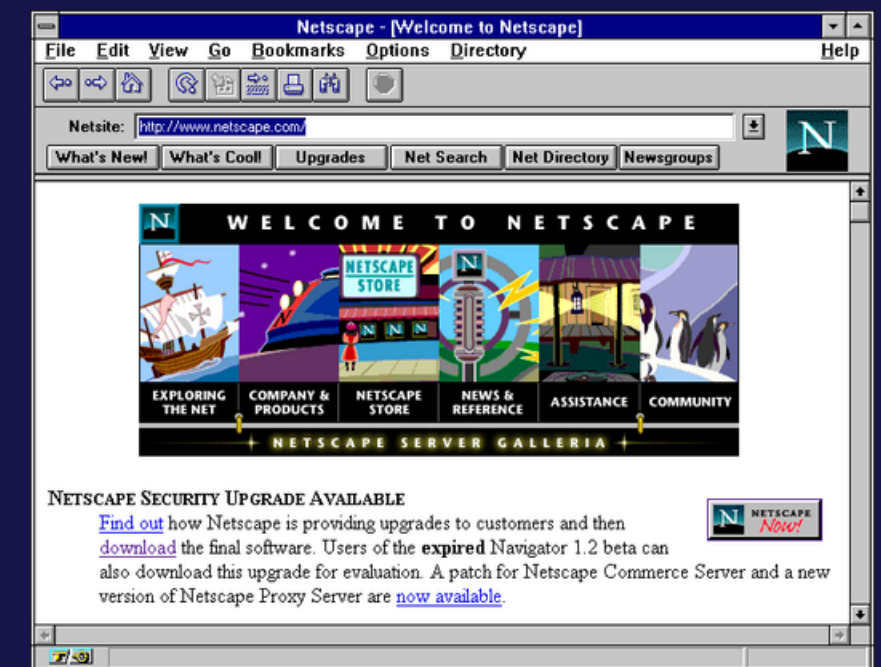 Netscape - [Welcome to Netscape]
File Edit View Go Bookmarks Options Directory Help
Netsite: http://www.netscape.com/
N
What's New! What's Cool! Upgrades Net Search Net Directory Newsgroups
N WELCOME TO NETSCAPE
NETSCAPE
STORE
N
N N N
EXPLORING THE NET
COMPANY & PRODUCTS
NETSCAPE STORE
NEWS & REFERENCE
ASSISTANCE
COMMUNITY
NETSCAPE SERVER GALLERIA
NETSCAPE SECURITY UPGRADE AVAILABLE
N NETSCAPE
Now!
Find out how Netscape is providing upgrades to customers and then
download the final software. Users of the expired Navigator 1.2 beta can
also download this upgrade for evaluation. A patch for Netscape Commerce Server and a new
version of Netscape Proxy Server are now available.